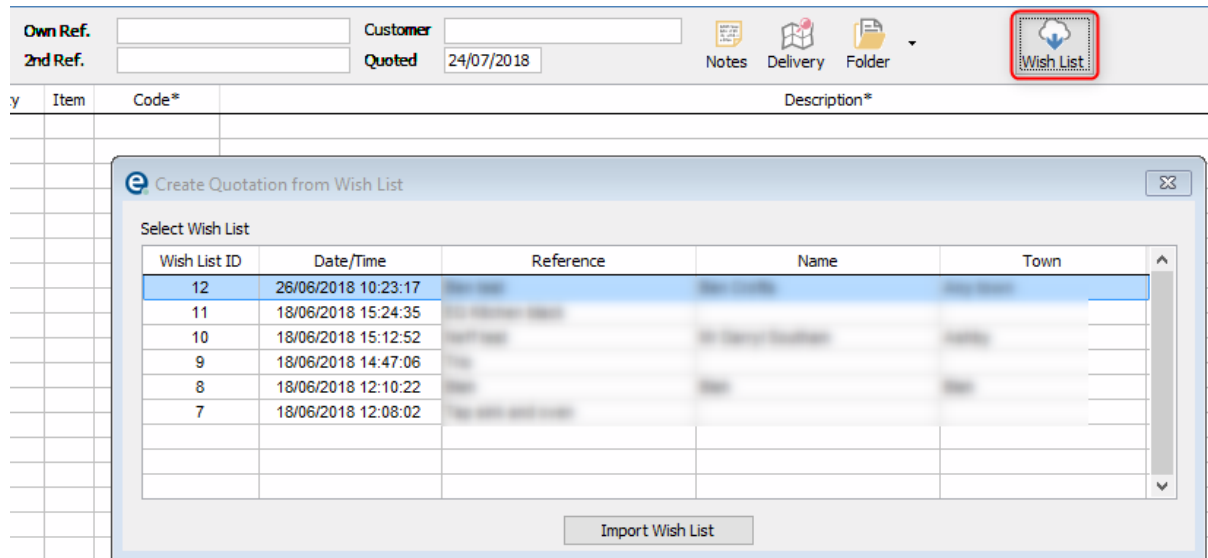 Own Ref. Customer
2nd Ref. Quoted 24/07/2018 Notes Delivery Folder Wish List
y Item Code* Description*
e Create Quotation from Wish List
Select Wish List
Wish List ID Date/Time Reference Name Town
12 26/06/2018 10:23:17
11 18/06/2018 15:24:35
10 18/06/2018 15:12:52
9 18/06/2018 14:47:06
8 18/06/2018 12:10:22
7 18/06/2018 12:08:02
Import Wish List